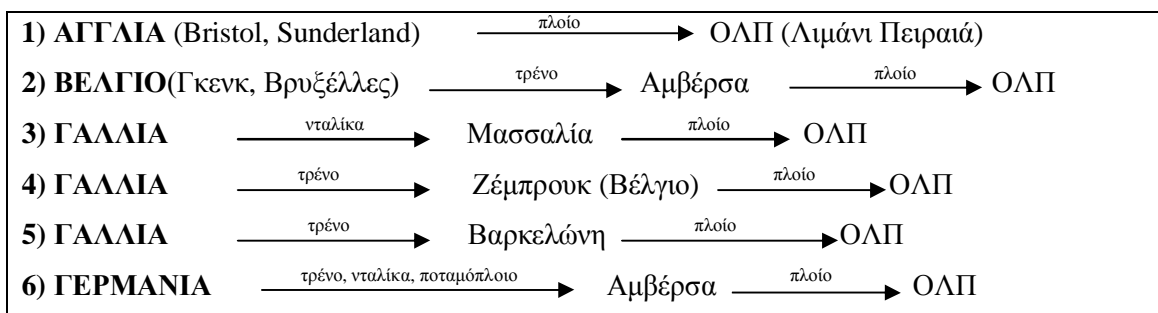 1) ΑΓΓΛΙΑ (Bristol, Sunderland) πλοίο ΟΛΠ (Λιμάνι Πειραιά)
2) ΒΕΛΓΙΟ(Γκενκ, Βρυξέλλες) τρένο Αμβέρσα πλοίο ΟΛΠ
3) ΓΑΛΛΙΑ νταλίκα Μασσαλία πλοίο ΟΛΠ
4) ΓΑΛΛΙΑ τρένο Ζέμπρουκ (Βέλγιο) πλοίο ΟΛΠ
5) ΓΑΛΛΙΑ τρένο Βαρκελώνη πλοίο ΟΛΠ
6) ΓΕΡΜΑΝΙΑ τρένο, νταλίκα, ποταμόπλοιο Αμβέρσα πλοίο ΟΛΠ